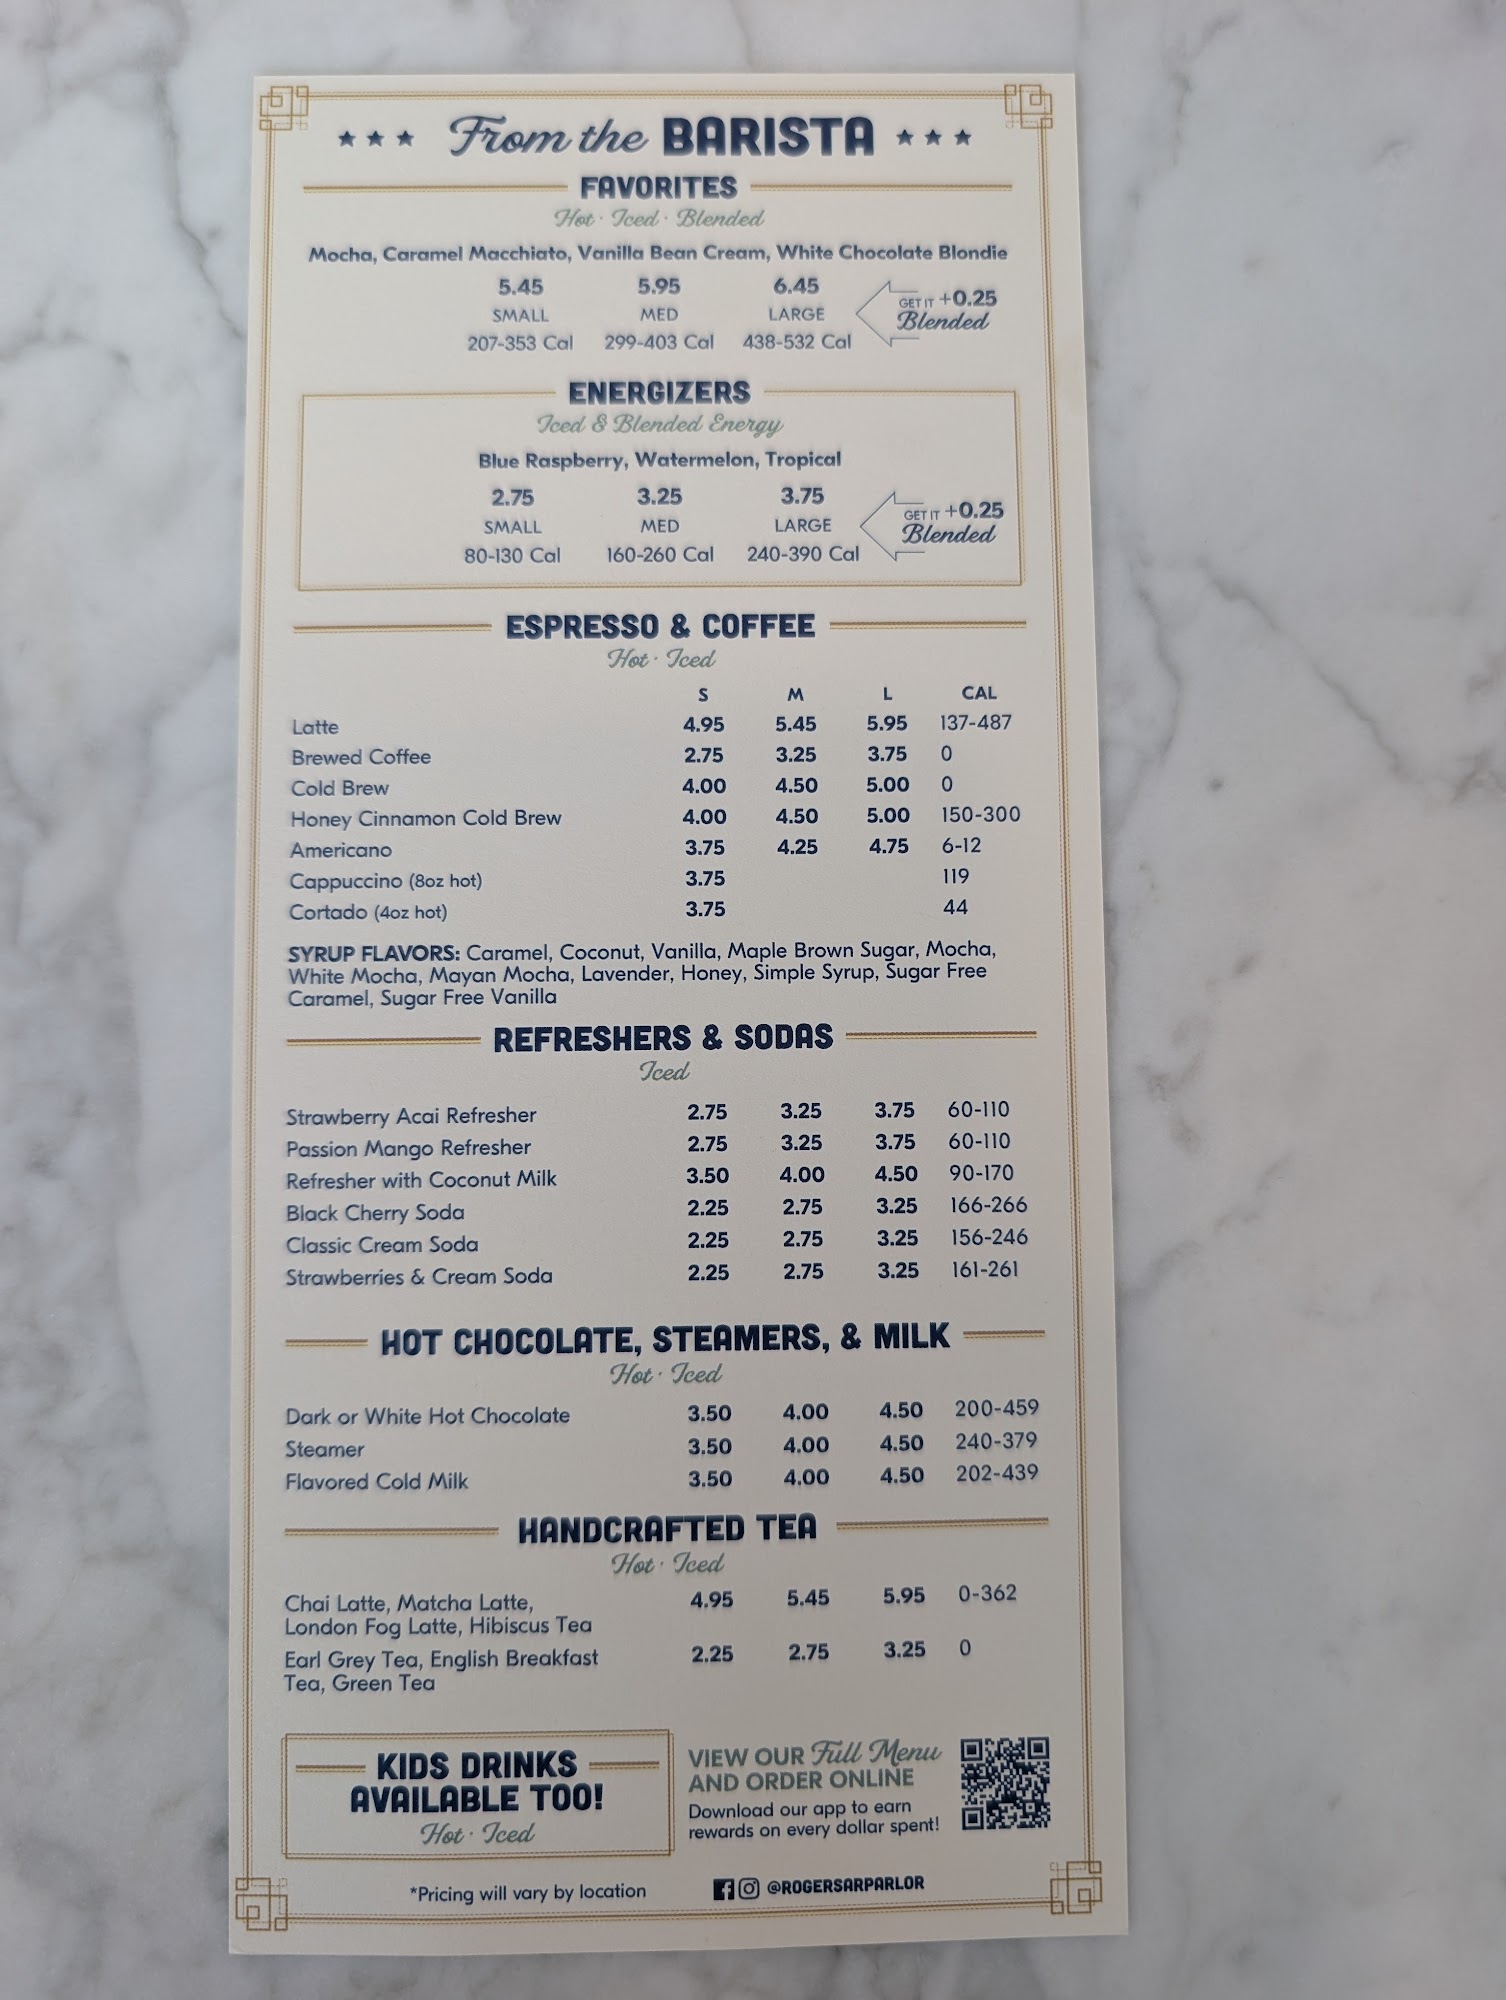 From the BARISTA
FAVORITES
Hot · Iced · Blended
Mocha, Caramel Macchiato, Vanilla Bean Cream, White Chocolate Blondie
5.45 5.95 6.45
SMALL MED LARGE
207-353 Cal 299-403 Cal 438-532 Cal
GET IT +0.25
Blended
ENERGIZERS
Iced & Blended Energy
Blue Raspberry, Watermelon, Tropical
2.75 3.25 3.75
SMALL MED LARGE
80-130 Cal 160-260 Cal 240-390 Cal
GET IT +0.25
Blended
ESPRESSO & COFFEE
Hot · Iced
S M L CAL
Latte 4.95 5.45 5.95 137-487
Brewed Coffee 2.75 3.25 3.75 0
Cold Brew 4.00 4.50 5.00 0
Honey Cinnamon Cold Brew 4.00 4.50 5.00 150-300
Americano 3.75 4.25 4.75 6-12
Cappuccino (8oz hot) 3.75 119
Cortado (4oz hot) 3.75 44
SYRUP FLAVORS: Caramel, Coconut, Vanilla, Maple Brown Sugar, Mocha,
White Mocha, Mayan Mocha, Lavender, Honey, Simple Syrup, Sugar Free
Caramel, Sugar Free Vanilla
REFRESHERS & SODAS
Iced
Strawberry Acai Refresher 2.75 3.25 3.75 60-110
Passion Mango Refresher 2.75 3.25 3.75 60-110
Refresher with Coconut Milk 3.50 4.00 4.50 90-170
Black Cherry Soda 2.25 2.75 3.25 166-266
Classic Cream Soda 2.25 2.75 3.25 156-246
Strawberries & Cream Soda 2.25 2.75 3.25 161-261
HOT CHOCOLATE, STEAMERS, & MILK
Hot · Iced
Dark or White Hot Chocolate 3.50 4.00 4.50 200-459
Steamer 3.50 4.00 4.50 240-379
Flavored Cold Milk 3.50 4.00 4.50 202-439
HANDCRAFTED TEA
Hot · Iced
Chai Latte, Matcha Latte, 4.95 5.45 5.95 0-362
London Fog Latte, Hibiscus Tea
Earl Grey Tea, English Breakfast 2.25 2.75 3.25 0
Tea, Green Tea
KIDS DRINKS
AVAILABLE TOO!
Hot · Iced
VIEW OUR Full Menu
AND ORDER ONLINE
Download our app to earn
rewards on every dollar spent!
*Pricing will vary by location
@ROGERSARPARLOR